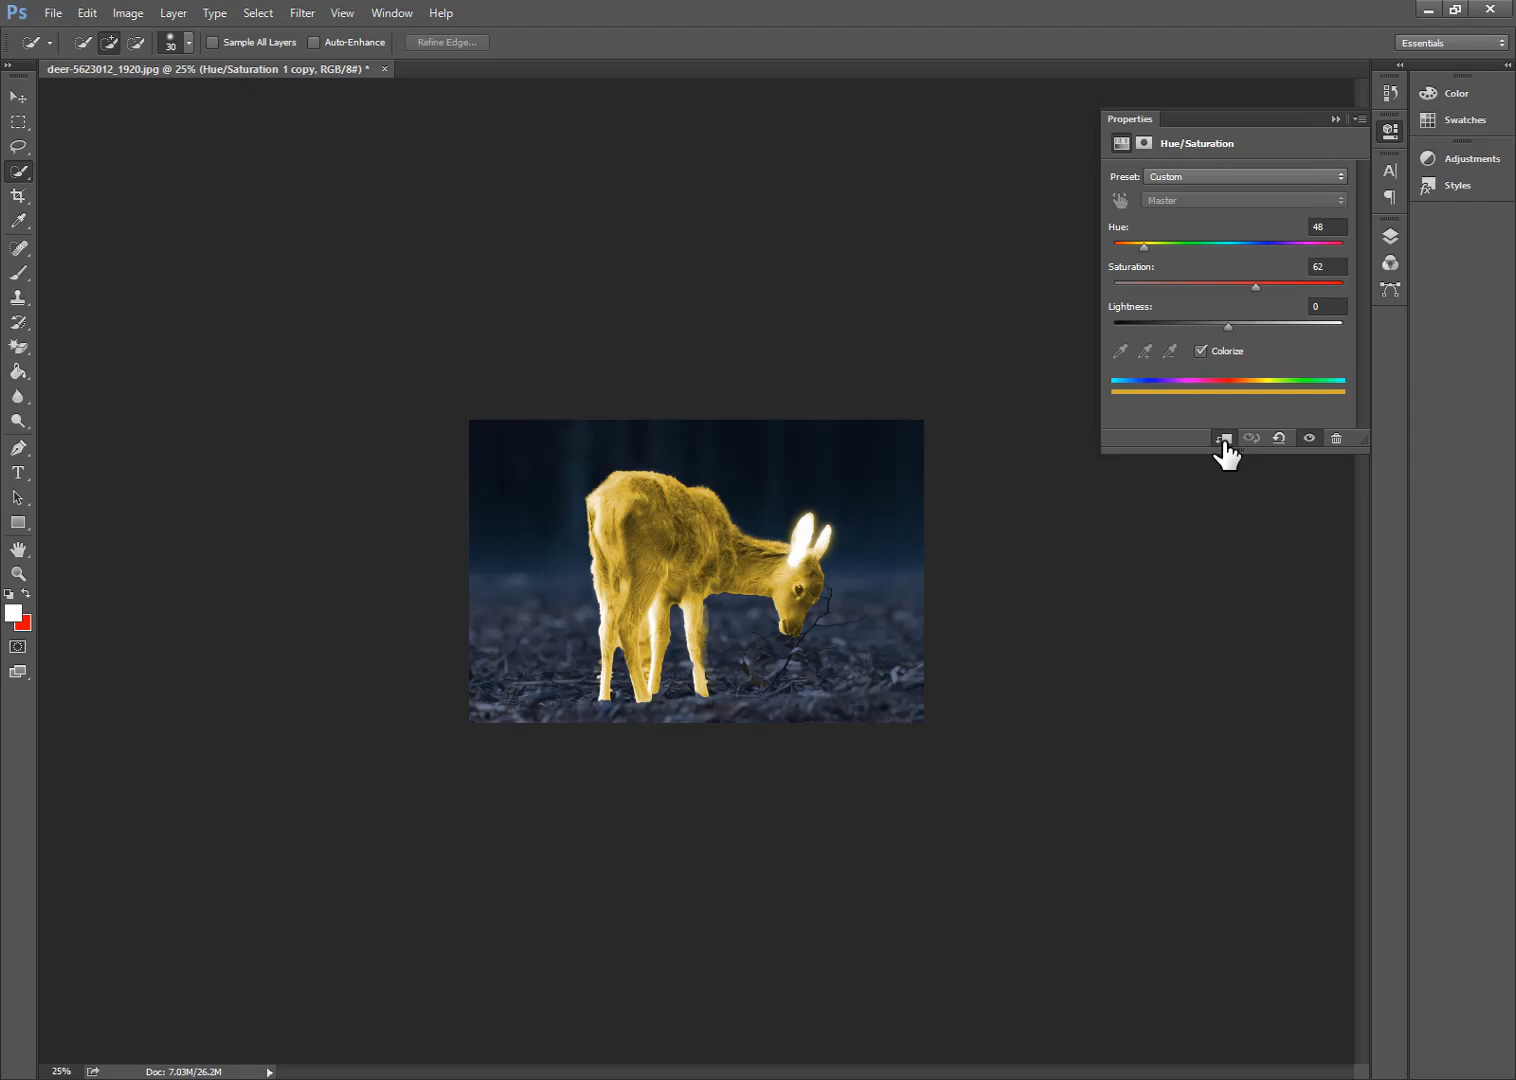 Ps File Edit Image Layer Type Select Filter View Window Help
30 Sample All Layers Auto-Enhance Refine Edge... Essentials
deer-5623012_1920.jpg @ 25% (Hue/Saturation 1 copy, RGB/8#) * ×
Color
Swatches
Adjustments
Styles
Properties
Hue/Saturation
Preset: Custom
Master
Hue: 48
Saturation: 62
Lightness: 0
Colorize
25% Doc: 7.03M/26.2M